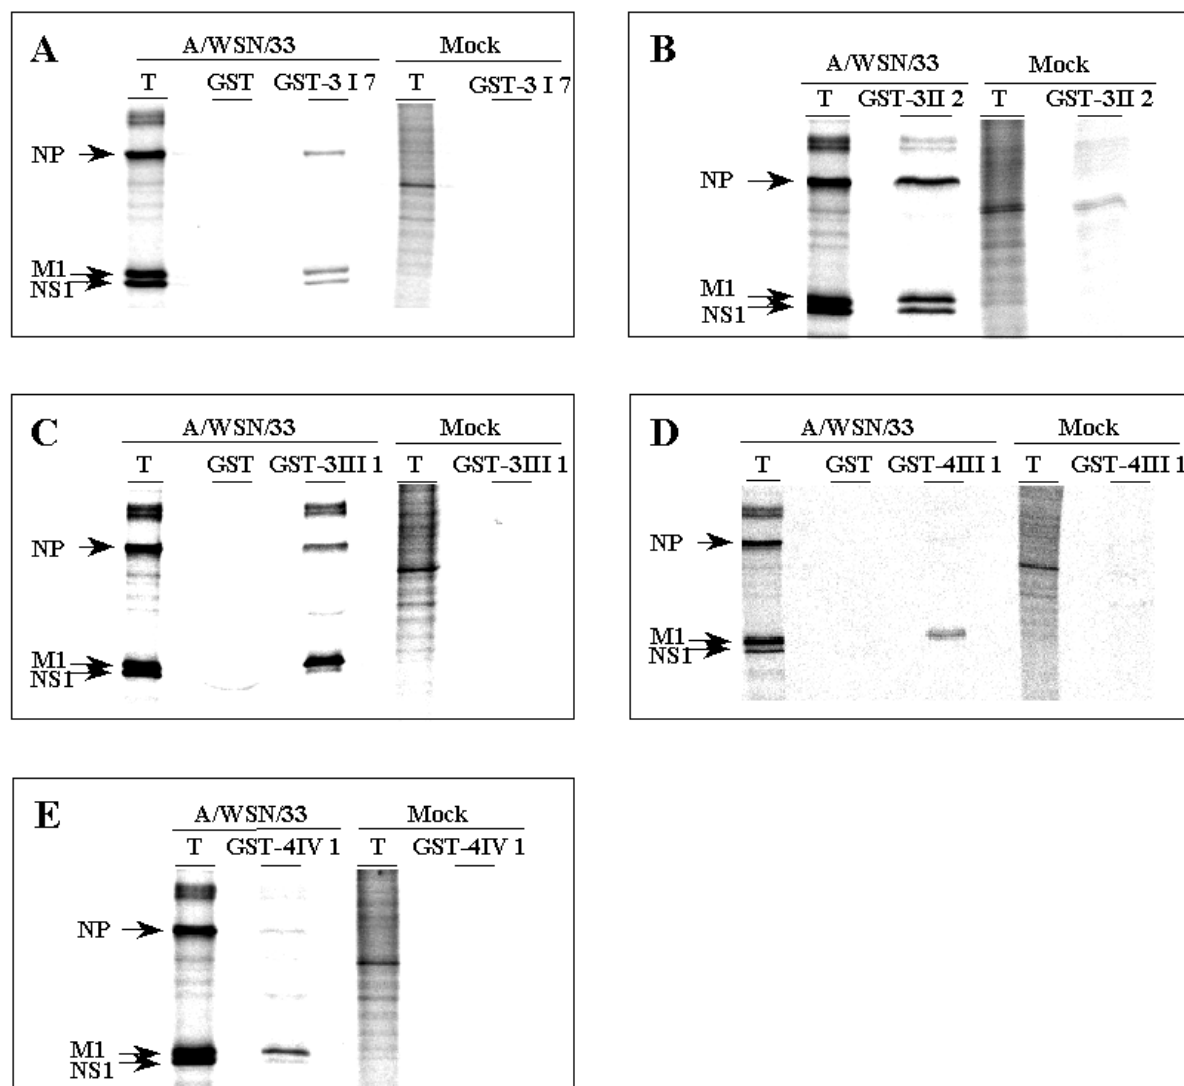 A
A/WSN/33 Mock
T GST GST-3 I 7 T GST-3 I 7
NP
M1
NS1
B
A/WSN/33 Mock
T GST-3II 2 T GST-3II 2
NP
M1
NS1
C
A/WSN/33 Mock
T GST GST-3III 1 T GST-3III 1
NP
M1
NS1
D
A/WSN/33 Mock
T GST GST-4III 1 T GST-4III 1
NP
M1
NS1
E
A/WSN/33 Mock
T GST-4IV 1 T GST-4IV 1
NP
M1
NS1